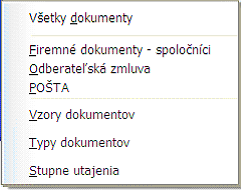 Všetky dokumenty
Firemné dokumenty - spoločníci
Odberateľská zmluva
POŠTA
Vzory dokumentov
Typy dokumentov
Stupne utajenia